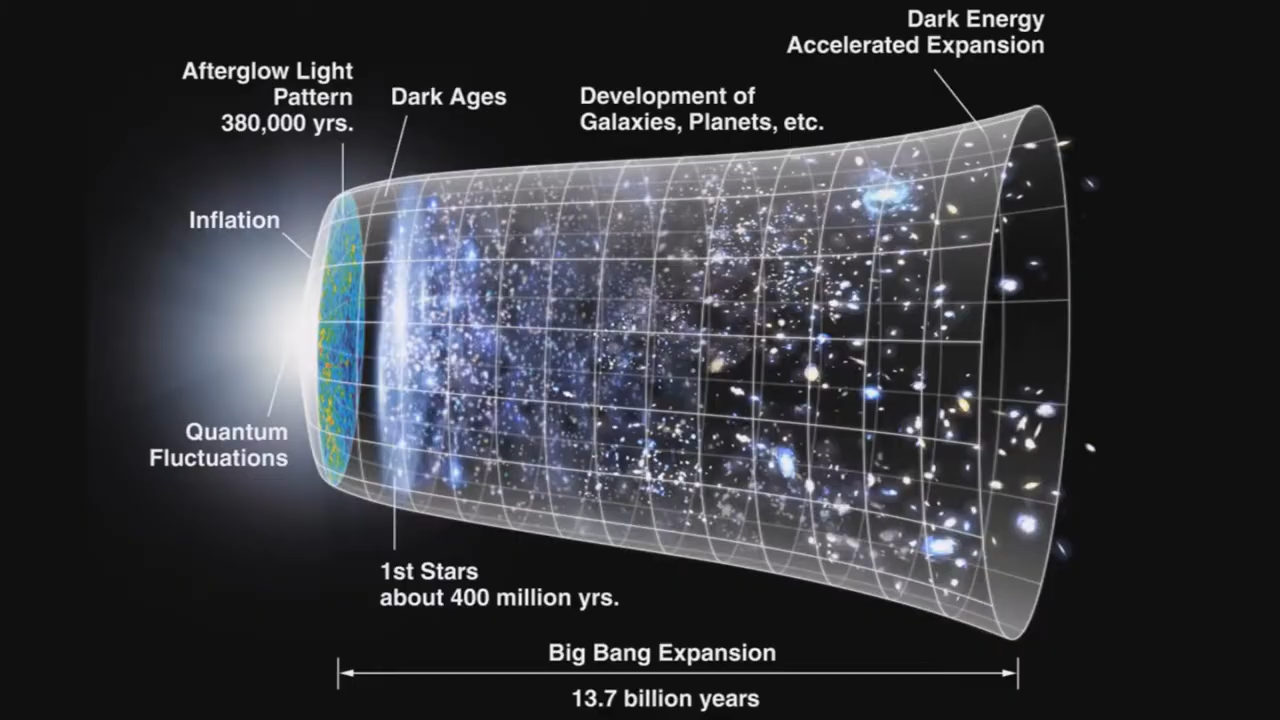 Dark Energy
Accelerated Expansion
Afterglow Light
Pattern
380,000 yrs.
Dark Ages
Development of
Galaxies, Planets, etc.
Inflation
Quantum
Fluctuations
1st Stars
about 400 million yrs.
Big Bang Expansion
13.7 billion years